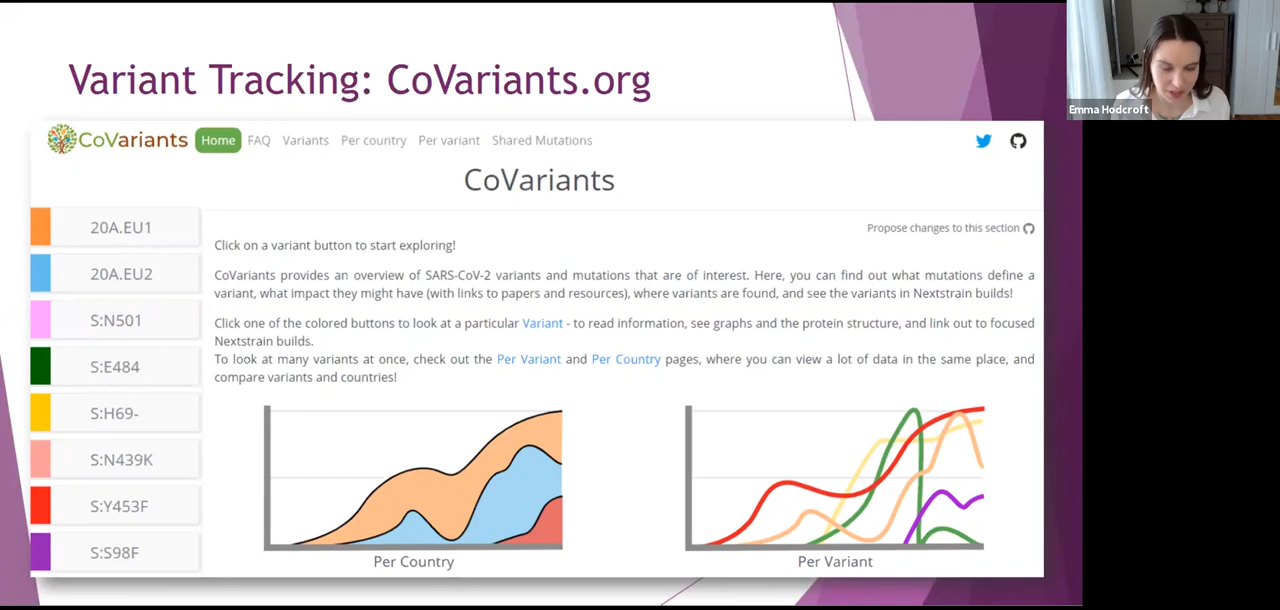 Variant Tracking: CoVariants.org
Emma Hodcroft
CoVariants Home FAQ Variants Per country Per variant Shared Mutations
CoVariants
20A.EU1
20A.EU2
S:N501
S:E484
S:H69-
S:N439K
S:Y453F
S:S98F
Propose changes to this section
Click on a variant button to start exploring!
CoVariants provides an overview of SARS-CoV-2 variants and mutations that are of interest. Here, you can find out what mutations define a
variant, what impact they might have (with links to papers and resources), where variants are found, and see the variants in Nextstrain builds!
Click one of the colored buttons to look at a particular Variant - to read information, see graphs and the protein structure, and link out to focused
Nextstrain builds.
To look at many variants at once, check out the Per Variant and Per Country pages, where you can view a lot of data in the same place, and
compare variants and countries!
Per Country
Per Variant